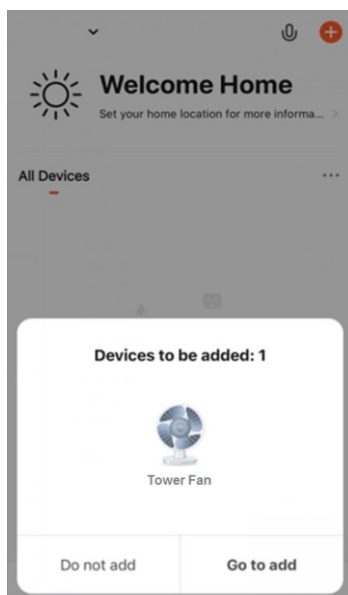 Welcome Home
Set your home location for more informa... >
All Devices
Devices to be added: 1
Tower Fan
Do not add
Go to add